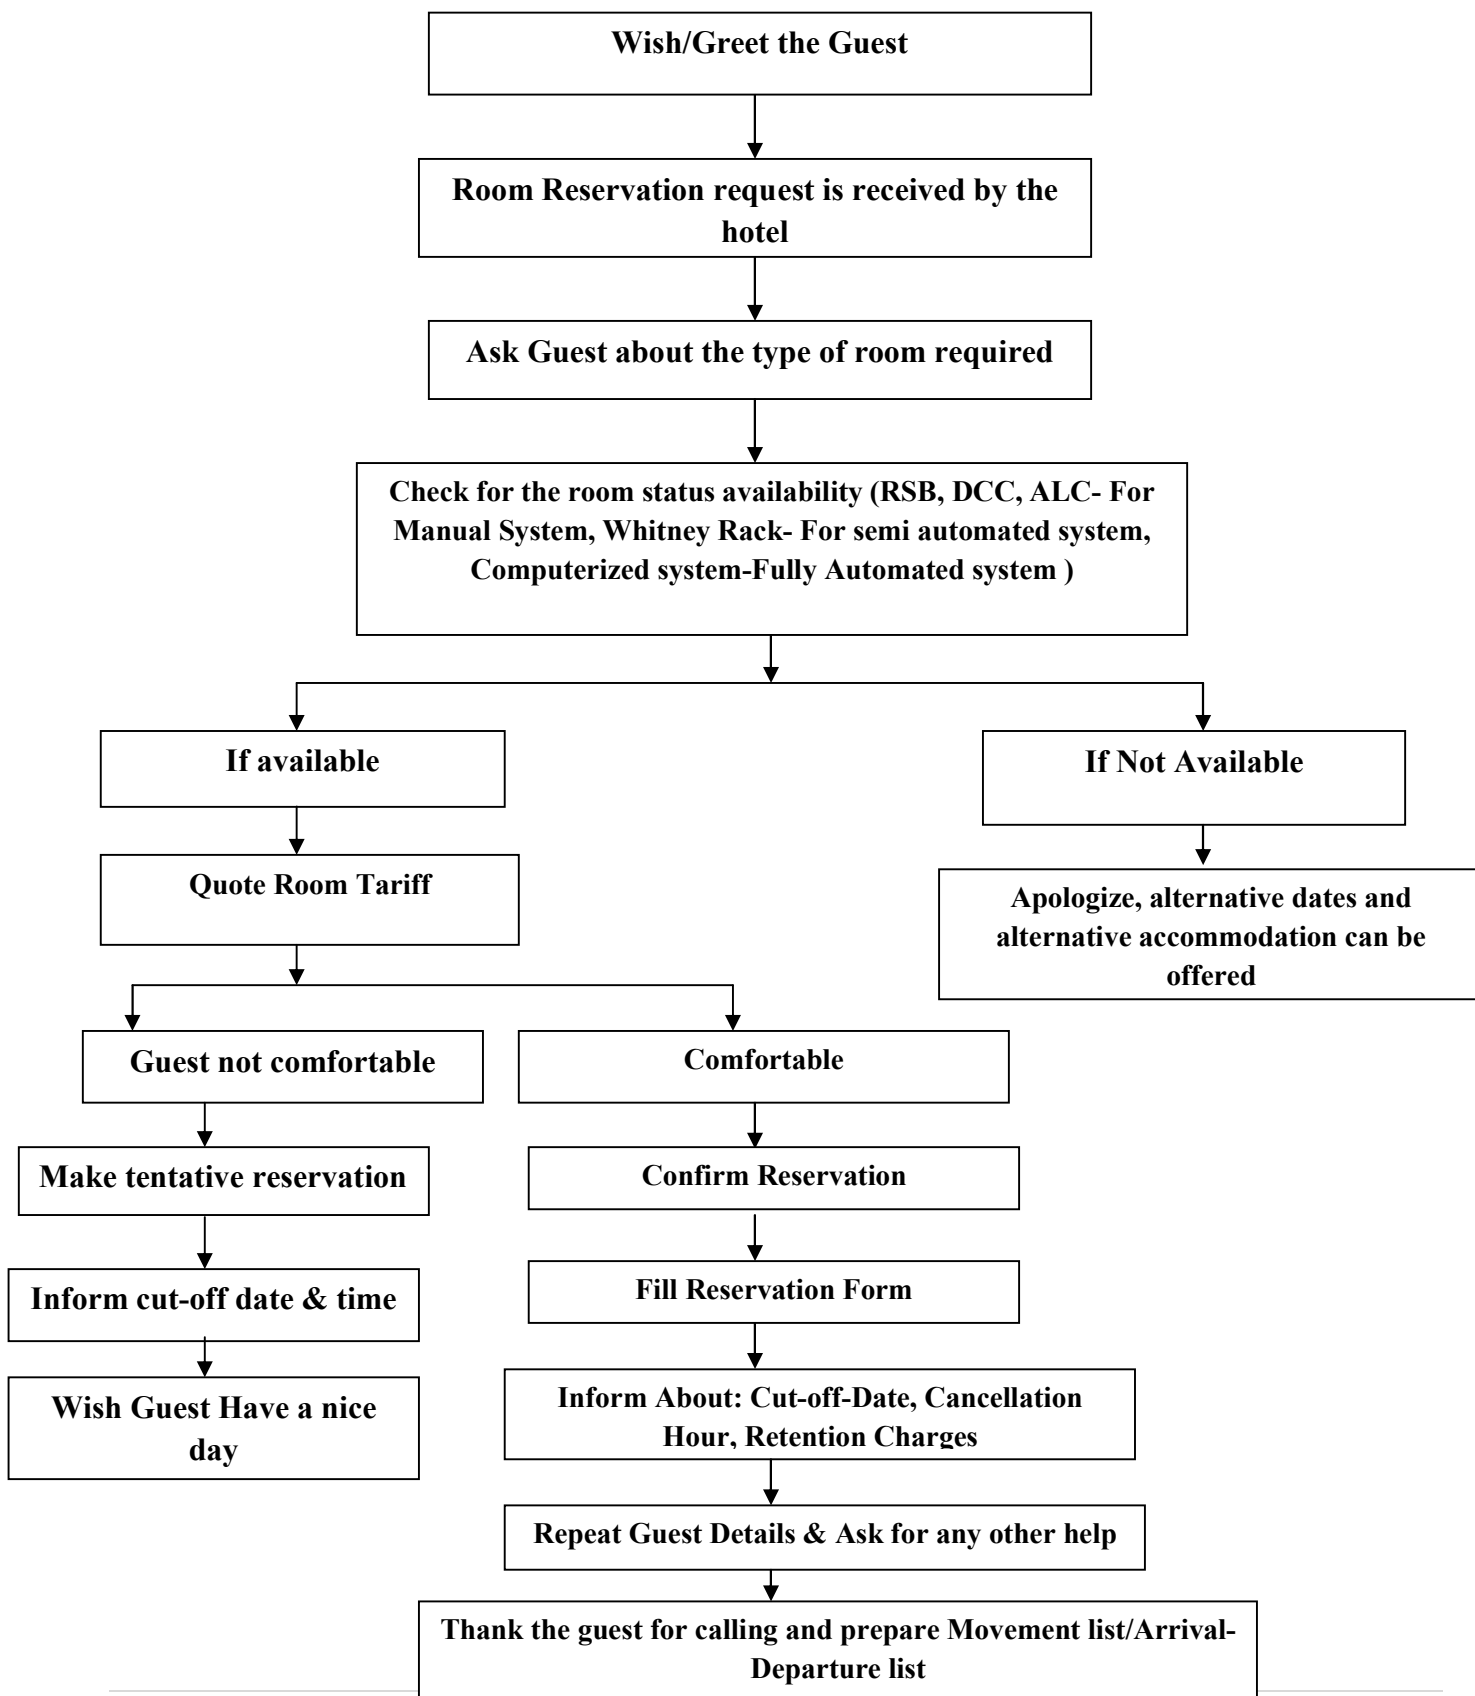 Wish/Greet the Guest
Room Reservation request is received by the
hotel
Ask Guest about the type of room required
Check for the room status availability (RSB, DCC, ALC- For
Manual System, Whitney Rack- For semi automated system,
Computerized system-Fully Automated system )
If available
If Not Available
Quote Room Tariff
Apologize, alternative dates and
alternative accommodation can be
offered
Guest not comfortable
Comfortable
Make tentative reservation
Confirm Reservation
Inform cut-off date & time
Fill Reservation Form
Wish Guest Have a nice
day
Inform About: Cut-off-Date, Cancellation
Hour, Retention Charges
Repeat Guest Details & Ask for any other help
Thank the guest for calling and prepare Movement list/Arrival-
Departure list